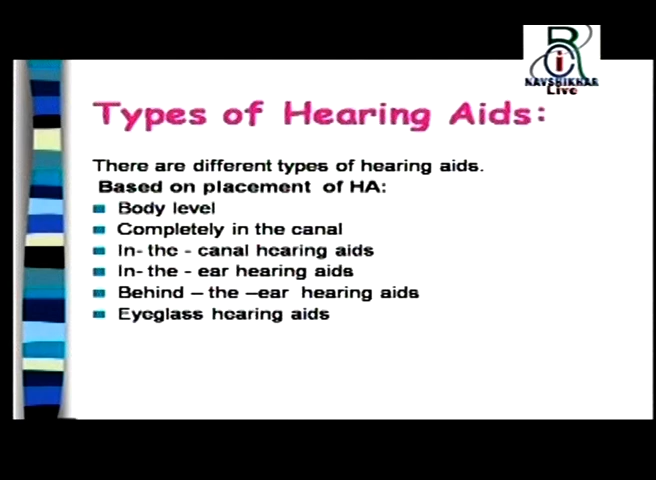 RCI
NAVSHIKHAR
Live
Types of Hearing Aids:
There are different types of hearing aids.
Based on placement of HA:
Body level
Completely in the canal
In- the - canal hearing aids
In- the - ear hearing aids
Behind – the –ear hearing aids
Eyeglass hearing aids